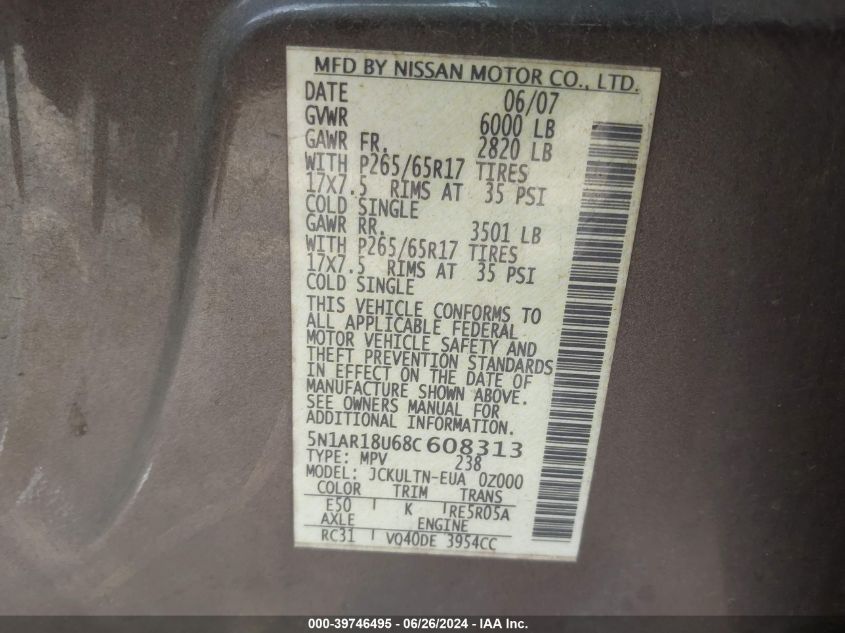 MFD BY NISSAN MOTOR CO., LTD.
DATE 06/07
GVWR 6000 LB
GAWR FR. 2820 LB
WITH P265/65R17 TIRES
17X7.5 RIMS AT 35 PSI
COLD SINGLE
GAWR RR. 3501 LB
WITH P265/65R17 TIRES
17X7.5 RIMS AT 35 PSI
COLD SINGLE
THIS VEHICLE CONFORMS TO
ALL APPLICABLE FEDERAL
MOTOR VEHICLE SAFETY AND
THEFT PREVENTION STANDARDS
IN EFFECT ON THE DATE OF
MANUFACTURE SHOWN ABOVE.
SEE OWNERS MANUAL FOR
ADDITIONAL INFORMATION.
5N1AR18U68C608313
TYPE: MPV 238
MODEL: JCKULTN-EUA 0Z000
COLOR TRIM TRANS
E50 K RE5R05A
AXLE ENGINE
RC31 VQ40DE 3954CC
000-39746495 - 06/26/2024 - IAA Inc.